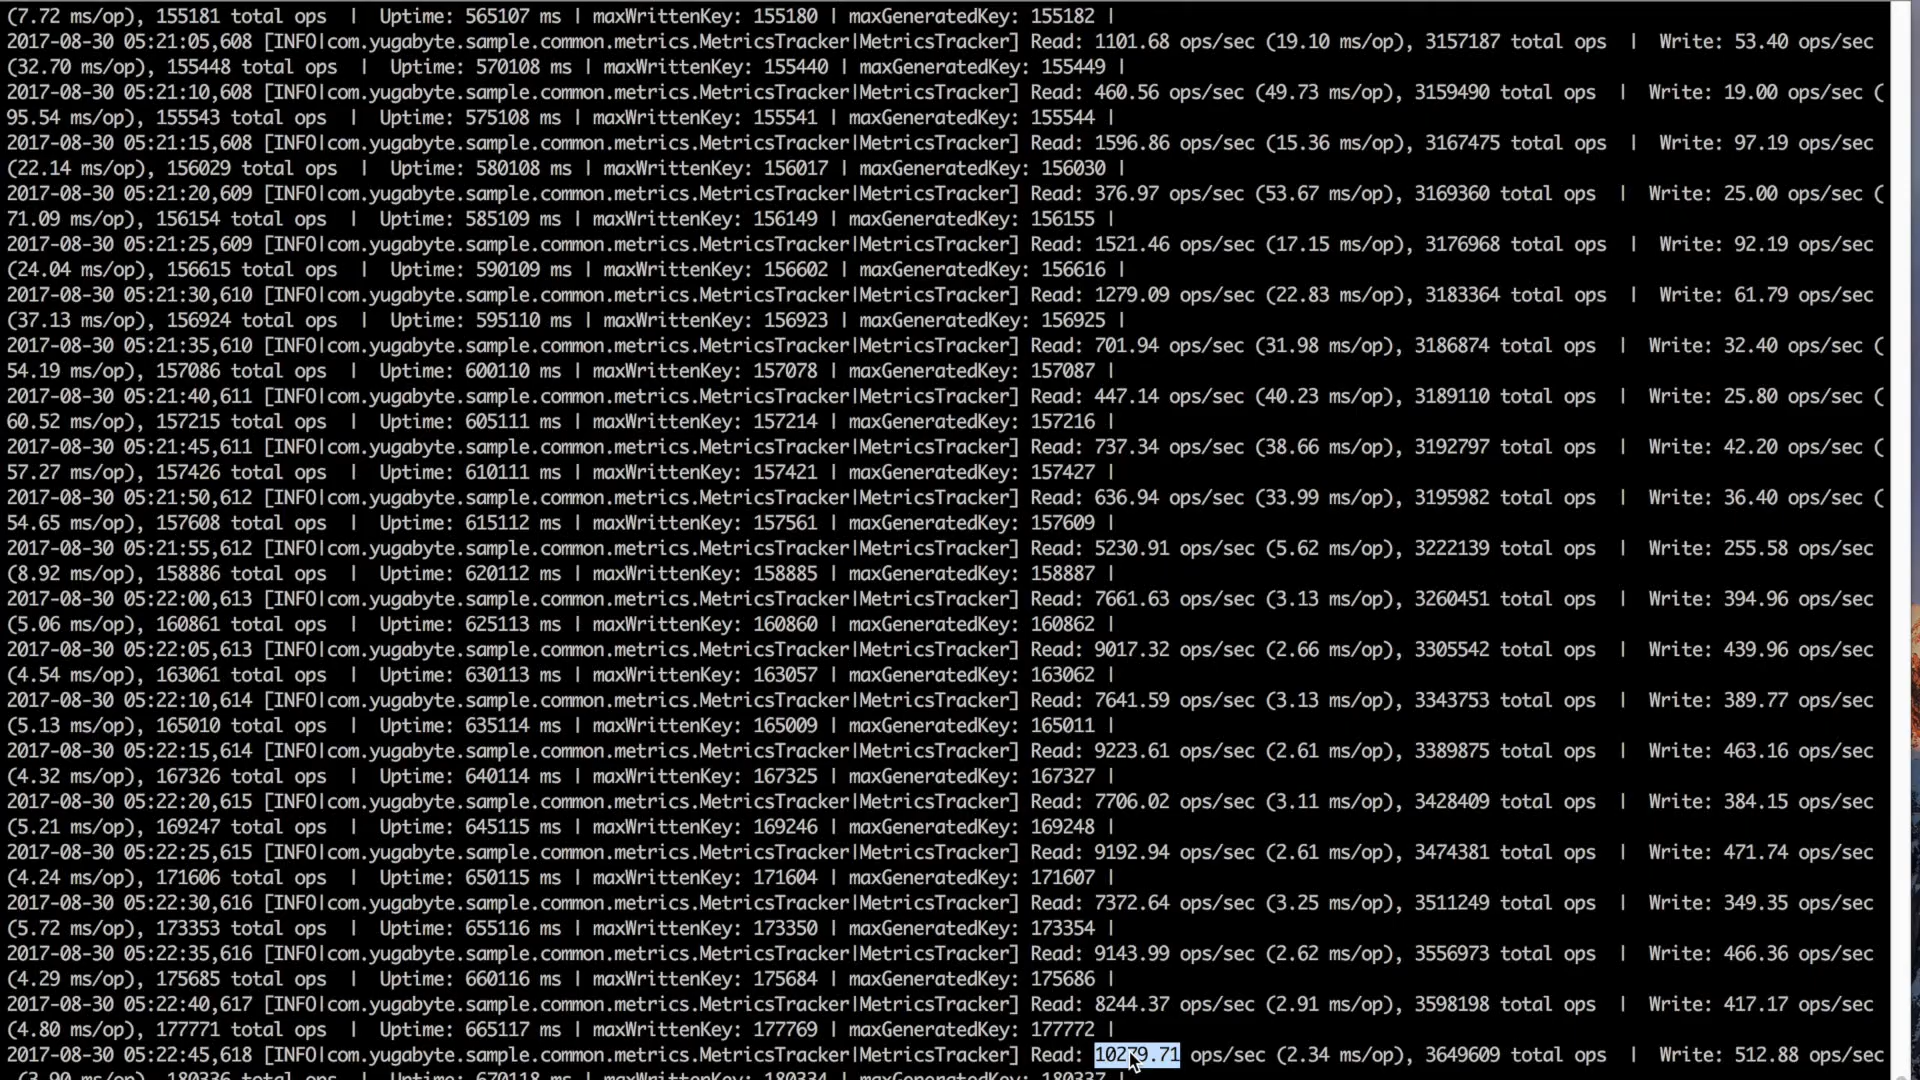 (7.72 ms/op), 155181 total ops  |  Uptime: 565107 ms | maxWrittenKey: 155180 | maxGeneratedKey: 155182 |
2017-08-30 05:21:05,608 [INFO|com.yugabyte.sample.common.metrics.MetricsTracker|MetricsTracker] Read: 1101.68 ops/sec (19.10 ms/op), 3157187 total ops  |  Write: 53.40 ops/sec
(32.70 ms/op), 155448 total ops  |  Uptime: 570108 ms | maxWrittenKey: 155440 | maxGeneratedKey: 155449 |
2017-08-30 05:21:10,608 [INFO|com.yugabyte.sample.common.metrics.MetricsTracker|MetricsTracker] Read: 460.56 ops/sec (49.73 ms/op), 3159490 total ops  |  Write: 19.00 ops/sec (
95.54 ms/op), 155543 total ops  |  Uptime: 575108 ms | maxWrittenKey: 155541 | maxGeneratedKey: 155544 |
2017-08-30 05:21:15,608 [INFO|com.yugabyte.sample.common.metrics.MetricsTracker|MetricsTracker] Read: 1596.86 ops/sec (15.36 ms/op), 3167475 total ops  |  Write: 97.19 ops/sec
(22.14 ms/op), 156029 total ops  |  Uptime: 580108 ms | maxWrittenKey: 156017 | maxGeneratedKey: 156030 |
2017-08-30 05:21:20,609 [INFO|com.yugabyte.sample.common.metrics.MetricsTracker|MetricsTracker] Read: 376.97 ops/sec (53.67 ms/op), 3169360 total ops  |  Write: 25.00 ops/sec (
71.09 ms/op), 156154 total ops  |  Uptime: 585109 ms | maxWrittenKey: 156149 | maxGeneratedKey: 156155 |
2017-08-30 05:21:25,609 [INFO|com.yugabyte.sample.common.metrics.MetricsTracker|MetricsTracker] Read: 1521.46 ops/sec (17.15 ms/op), 3176968 total ops  |  Write: 92.19 ops/sec
(24.04 ms/op), 156615 total ops  |  Uptime: 590109 ms | maxWrittenKey: 156602 | maxGeneratedKey: 156616 |
2017-08-30 05:21:30,610 [INFO|com.yugabyte.sample.common.metrics.MetricsTracker|MetricsTracker] Read: 1279.09 ops/sec (22.83 ms/op), 3183364 total ops  |  Write: 61.79 ops/sec
(37.13 ms/op), 156924 total ops  |  Uptime: 595110 ms | maxWrittenKey: 156923 | maxGeneratedKey: 156925 |
2017-08-30 05:21:35,610 [INFO|com.yugabyte.sample.common.metrics.MetricsTracker|MetricsTracker] Read: 701.94 ops/sec (31.98 ms/op), 3186874 total ops  |  Write: 32.40 ops/sec (
54.19 ms/op), 157086 total ops  |  Uptime: 600110 ms | maxWrittenKey: 157078 | maxGeneratedKey: 157087 |
2017-08-30 05:21:40,611 [INFO|com.yugabyte.sample.common.metrics.MetricsTracker|MetricsTracker] Read: 447.14 ops/sec (40.23 ms/op), 3189110 total ops  |  Write: 25.80 ops/sec (
60.52 ms/op), 157215 total ops  |  Uptime: 605111 ms | maxWrittenKey: 157214 | maxGeneratedKey: 157216 |
2017-08-30 05:21:45,611 [INFO|com.yugabyte.sample.common.metrics.MetricsTracker|MetricsTracker] Read: 737.34 ops/sec (38.66 ms/op), 3192797 total ops  |  Write: 42.20 ops/sec (
57.27 ms/op), 157426 total ops  |  Uptime: 610111 ms | maxWrittenKey: 157421 | maxGeneratedKey: 157427 |
2017-08-30 05:21:50,612 [INFO|com.yugabyte.sample.common.metrics.MetricsTracker|MetricsTracker] Read: 636.94 ops/sec (33.99 ms/op), 3195982 total ops  |  Write: 36.40 ops/sec (
54.65 ms/op), 157608 total ops  |  Uptime: 615112 ms | maxWrittenKey: 157561 | maxGeneratedKey: 157609 |
2017-08-30 05:21:55,612 [INFO|com.yugabyte.sample.common.metrics.MetricsTracker|MetricsTracker] Read: 5230.91 ops/sec (5.62 ms/op), 3222139 total ops  |  Write: 255.58 ops/sec
(8.92 ms/op), 158886 total ops  |  Uptime: 620112 ms | maxWrittenKey: 158885 | maxGeneratedKey: 158887 |
2017-08-30 05:22:00,613 [INFO|com.yugabyte.sample.common.metrics.MetricsTracker|MetricsTracker] Read: 7661.63 ops/sec (3.13 ms/op), 3260451 total ops  |  Write: 394.96 ops/sec
(5.06 ms/op), 160861 total ops  |  Uptime: 625113 ms | maxWrittenKey: 160860 | maxGeneratedKey: 160862 |
2017-08-30 05:22:05,613 [INFO|com.yugabyte.sample.common.metrics.MetricsTracker|MetricsTracker] Read: 9017.32 ops/sec (2.66 ms/op), 3305542 total ops  |  Write: 439.96 ops/sec
(4.54 ms/op), 163061 total ops  |  Uptime: 630113 ms | maxWrittenKey: 163057 | maxGeneratedKey: 163062 |
2017-08-30 05:22:10,614 [INFO|com.yugabyte.sample.common.metrics.MetricsTracker|MetricsTracker] Read: 7641.59 ops/sec (3.13 ms/op), 3343753 total ops  |  Write: 389.77 ops/sec
(5.13 ms/op), 165010 total ops  |  Uptime: 635114 ms | maxWrittenKey: 165009 | maxGeneratedKey: 165011 |
2017-08-30 05:22:15,614 [INFO|com.yugabyte.sample.common.metrics.MetricsTracker|MetricsTracker] Read: 9223.61 ops/sec (2.61 ms/op), 3389875 total ops  |  Write: 463.16 ops/sec
(4.32 ms/op), 167326 total ops  |  Uptime: 640114 ms | maxWrittenKey: 167325 | maxGeneratedKey: 167327 |
2017-08-30 05:22:20,615 [INFO|com.yugabyte.sample.common.metrics.MetricsTracker|MetricsTracker] Read: 7706.02 ops/sec (3.11 ms/op), 3428409 total ops  |  Write: 384.15 ops/sec
(5.21 ms/op), 169247 total ops  |  Uptime: 645115 ms | maxWrittenKey: 169246 | maxGeneratedKey: 169248 |
2017-08-30 05:22:25,615 [INFO|com.yugabyte.sample.common.metrics.MetricsTracker|MetricsTracker] Read: 9192.94 ops/sec (2.61 ms/op), 3474381 total ops  |  Write: 471.74 ops/sec
(4.24 ms/op), 171606 total ops  |  Uptime: 650115 ms | maxWrittenKey: 171604 | maxGeneratedKey: 171607 |
2017-08-30 05:22:30,616 [INFO|com.yugabyte.sample.common.metrics.MetricsTracker|MetricsTracker] Read: 7372.64 ops/sec (3.25 ms/op), 3511249 total ops  |  Write: 349.35 ops/sec
(5.72 ms/op), 173353 total ops  |  Uptime: 655116 ms | maxWrittenKey: 173350 | maxGeneratedKey: 173354 |
2017-08-30 05:22:35,616 [INFO|com.yugabyte.sample.common.metrics.MetricsTracker|MetricsTracker] Read: 9143.99 ops/sec (2.62 ms/op), 3556973 total ops  |  Write: 466.36 ops/sec
(4.29 ms/op), 175685 total ops  |  Uptime: 660116 ms | maxWrittenKey: 175684 | maxGeneratedKey: 175686 |
2017-08-30 05:22:40,617 [INFO|com.yugabyte.sample.common.metrics.MetricsTracker|MetricsTracker] Read: 8244.37 ops/sec (2.91 ms/op), 3598198 total ops  |  Write: 417.17 ops/sec
(4.80 ms/op), 177771 total ops  |  Uptime: 665117 ms | maxWrittenKey: 177769 | maxGeneratedKey: 177772 |
2017-08-30 05:22:45,618 [INFO|com.yugabyte.sample.common.metrics.MetricsTracker|MetricsTracker] Read: 10279.71 ops/sec (2.34 ms/op), 3649609 total ops  |  Write: 512.88 ops/sec
(3.90 ms/op), 180336 total ops  |  Uptime: 670118 ms | maxWrittenKey: 180334 | maxGeneratedKey: 180337 |